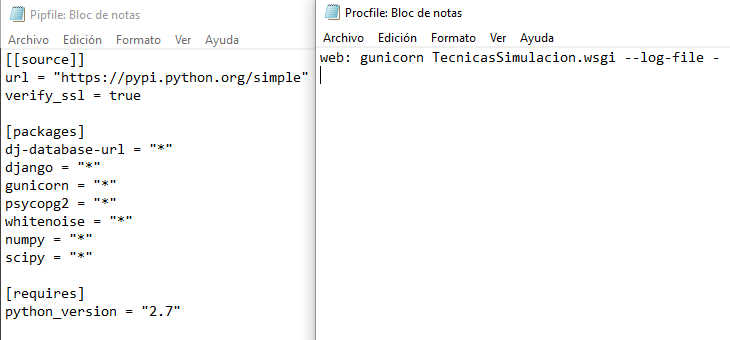 Pipfile: Bloc de notas
Archivo Edición Formato Ver Ayuda
[[source]]
url = "https://pypi.python.org/simple"
verify_ssl = true
[packages]
dj-database-url = "*"
django = "*"
gunicorn = "*"
psycopg2 = "*"
whitenoise = "*"
numpy = "*"
scipy = "*"
[requires]
python_version = "2.7"
Procfile: Bloc de notas
Archivo Edición Formato Ver Ayuda
web: gunicorn TecnicasSimulacion.wsgi --log-file -